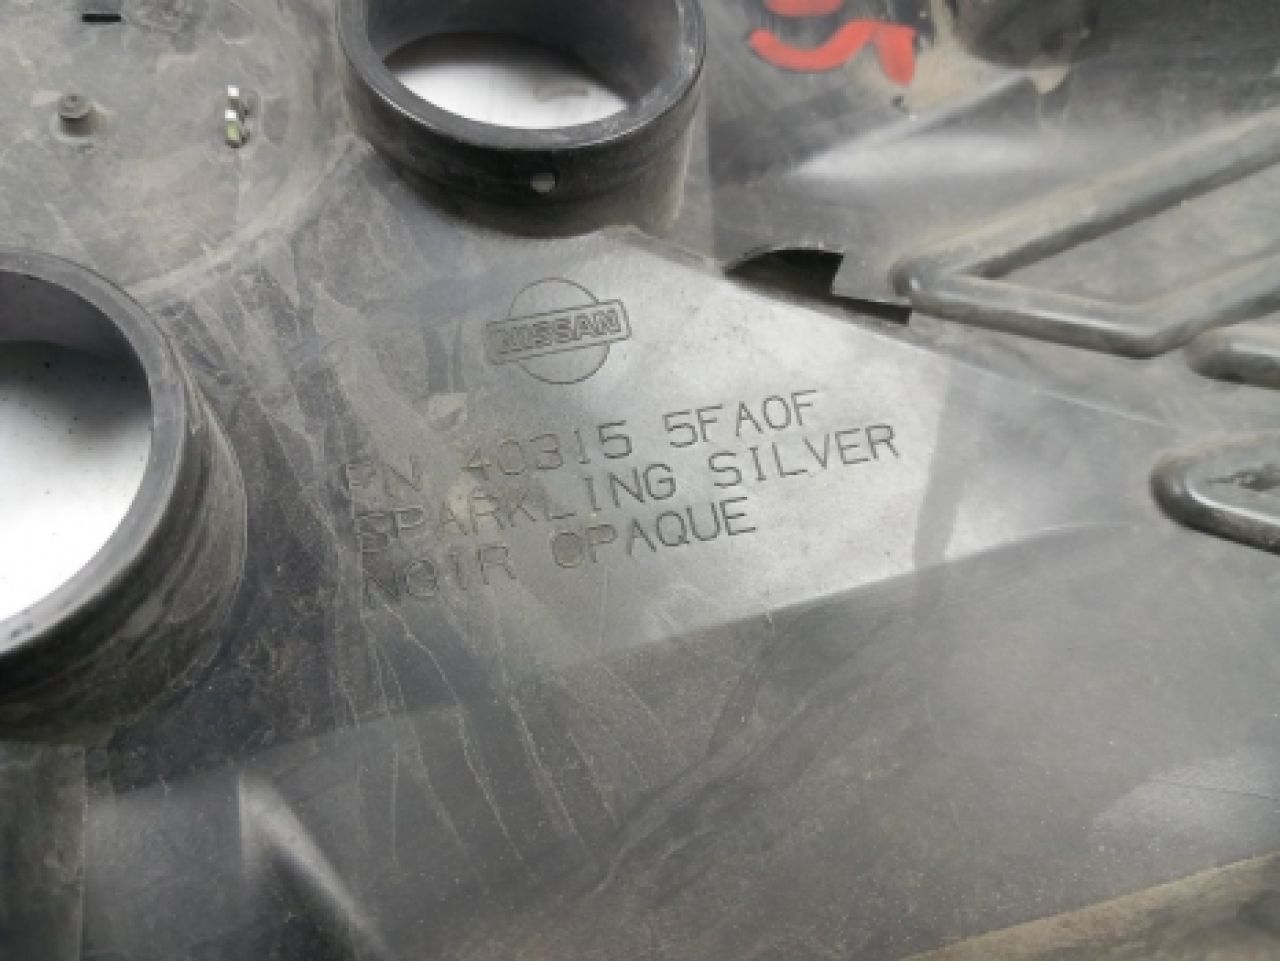 NISSAN
PN 40315 5FA0F
SPARKLING SILVER
NOIR OPAQUE